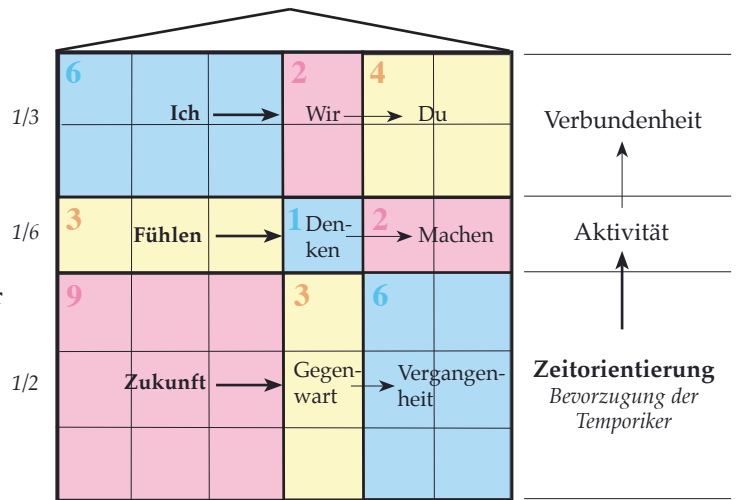 6 2 4
1/3 Ich Wir Du Verbundenheit
3 1 2
1/6 Fühlen Den-
ken Machen Aktivität
r
9 3 6
1/2 Zukunft Gegen-
wart Vergangen-
heit Zeitorientierung
Bevorzugung der
Temporiker